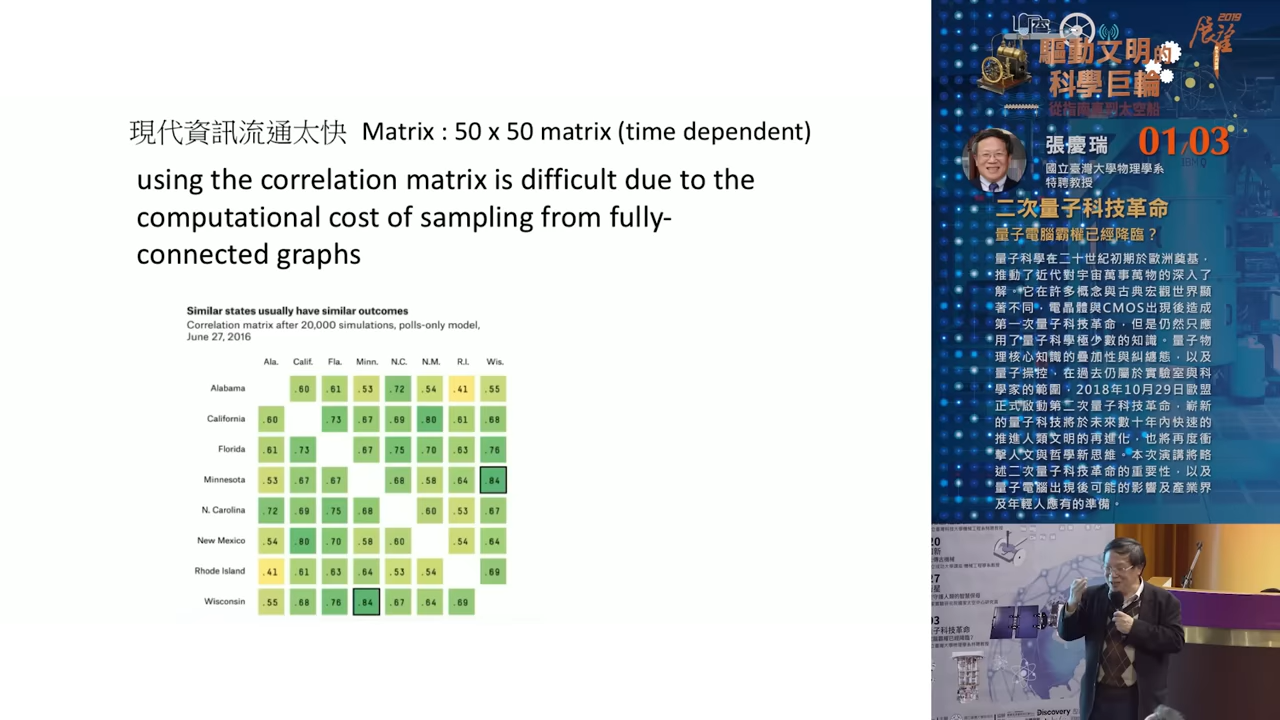 現代資訊流通太快 Matrix : 50 x 50 matrix (time dependent)
using the correlation matrix is difficult due to the
computational cost of sampling from fully-
connected graphs
Similar states usually have similar outcomes
Correlation matrix after 20,000 simulations, polls-only model,
June 27, 2016
Ala. Calif. Fla. Minn. N.C. N.M. R.I. Wis.
Alabama .60 .61 .53 .72 .54 .41 .55
California .60 .73 .67 .69 .80 .61 .68
Florida .61 .73 .67 .75 .70 .63 .76
Minnesota .53 .67 .67 .68 .58 .64 .84
N. Carolina .72 .69 .75 .68 .60 .53 .67
New Mexico .54 .80 .70 .58 .60 .54 .64
Rhode Island .41 .61 .63 .64 .53 .54 .69
Wisconsin .55 .68 .76 .84 .67 .64 .69
2019
展望
驅動文明的
科學巨輪
從指南車到太空船
01/03
張慶瑞
國立臺灣大學物理學系
特聘教授
二次量子科技革命
量子電腦霸權已經降臨？
量子科學在二十世紀初期於歐洲奠基，
推動了近代對宇宙萬事萬物的深入了
解。它在許多概念與古典宏觀世界顯
著不同，電晶體與CMOS出現後造成
第一次量子科技革命，但是仍然只應
用了量子科學極少數的知識。量子物
理核心知識的疊加性與糾纏態，以及
量子操控，在過去仍屬於實驗室與科
學家的範圍，2018年10月29日歐盟
正式啟動第二次量子科技革命，嶄新
的量子科技將於未來數十年內快速的
推進人類文明的再進化，也將再度衝
擊人文與哲學新思維。本次演講將略
述二次量子科技革命的重要性，以及
量子電腦出現後可能的影響及產業界
及年輕人應有的準備。
20
27
03
子科技革命
Discovery